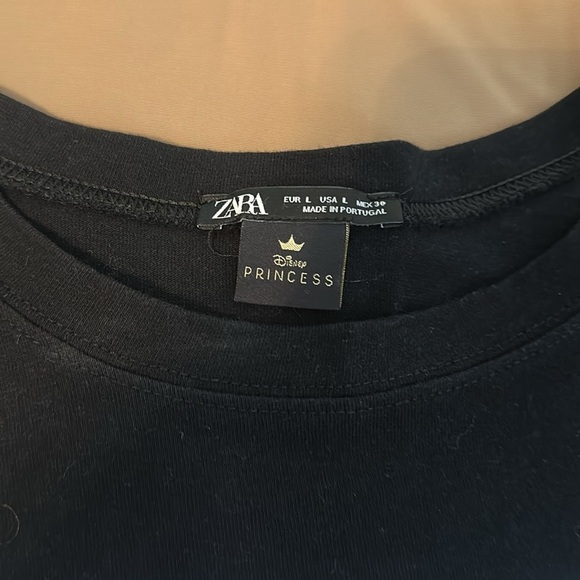 ZARA
EUR L USA L MEX 30
MADE IN PORTUGAL
Disney
PRINCESS